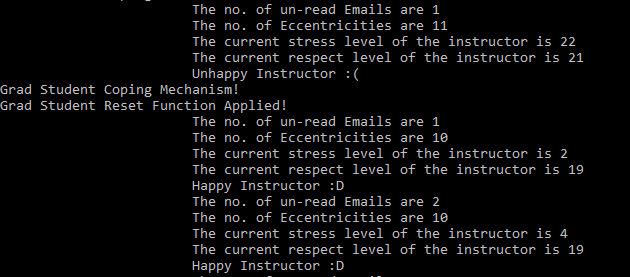 The no. of un-read Emails are 1
The no. of Eccentricities are 11
The current stress level of the instructor is 22
The current respect level of the instructor is 21
Unhappy Instructor :(
Grad Student Coping Mechanism!
Grad Student Reset Function Applied!
The no. of un-read Emails are 1
The no. of Eccentricities are 10
The current stress level of the instructor is 2
The current respect level of the instructor is 19
Happy Instructor :D
The no. of un-read Emails are 2
The no. of Eccentricities are 10
The current stress level of the instructor is 4
The current respect level of the instructor is 19
Happy Instructor :D